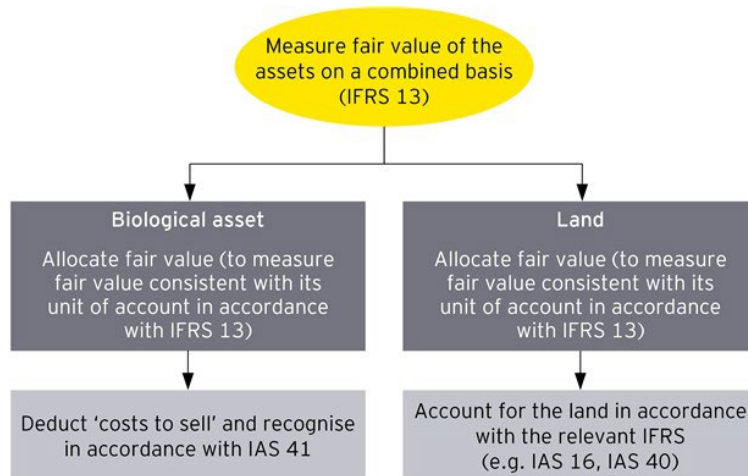 Measure fair value of the
assets on a combined basis
(IFRS 13)
Biological asset
Allocate fair value (to measure
fair value consistent with its
unit of account in accordance
with IFRS 13)
Land
Allocate fair value (to measure
fair value consistent with its
unit of account in accordance
with IFRS 13)
Deduct ‘costs to sell’ and recognise
in accordance with IAS 41
Account for the land in accordance
with the relevant IFRS
(e.g. IAS 16, IAS 40)